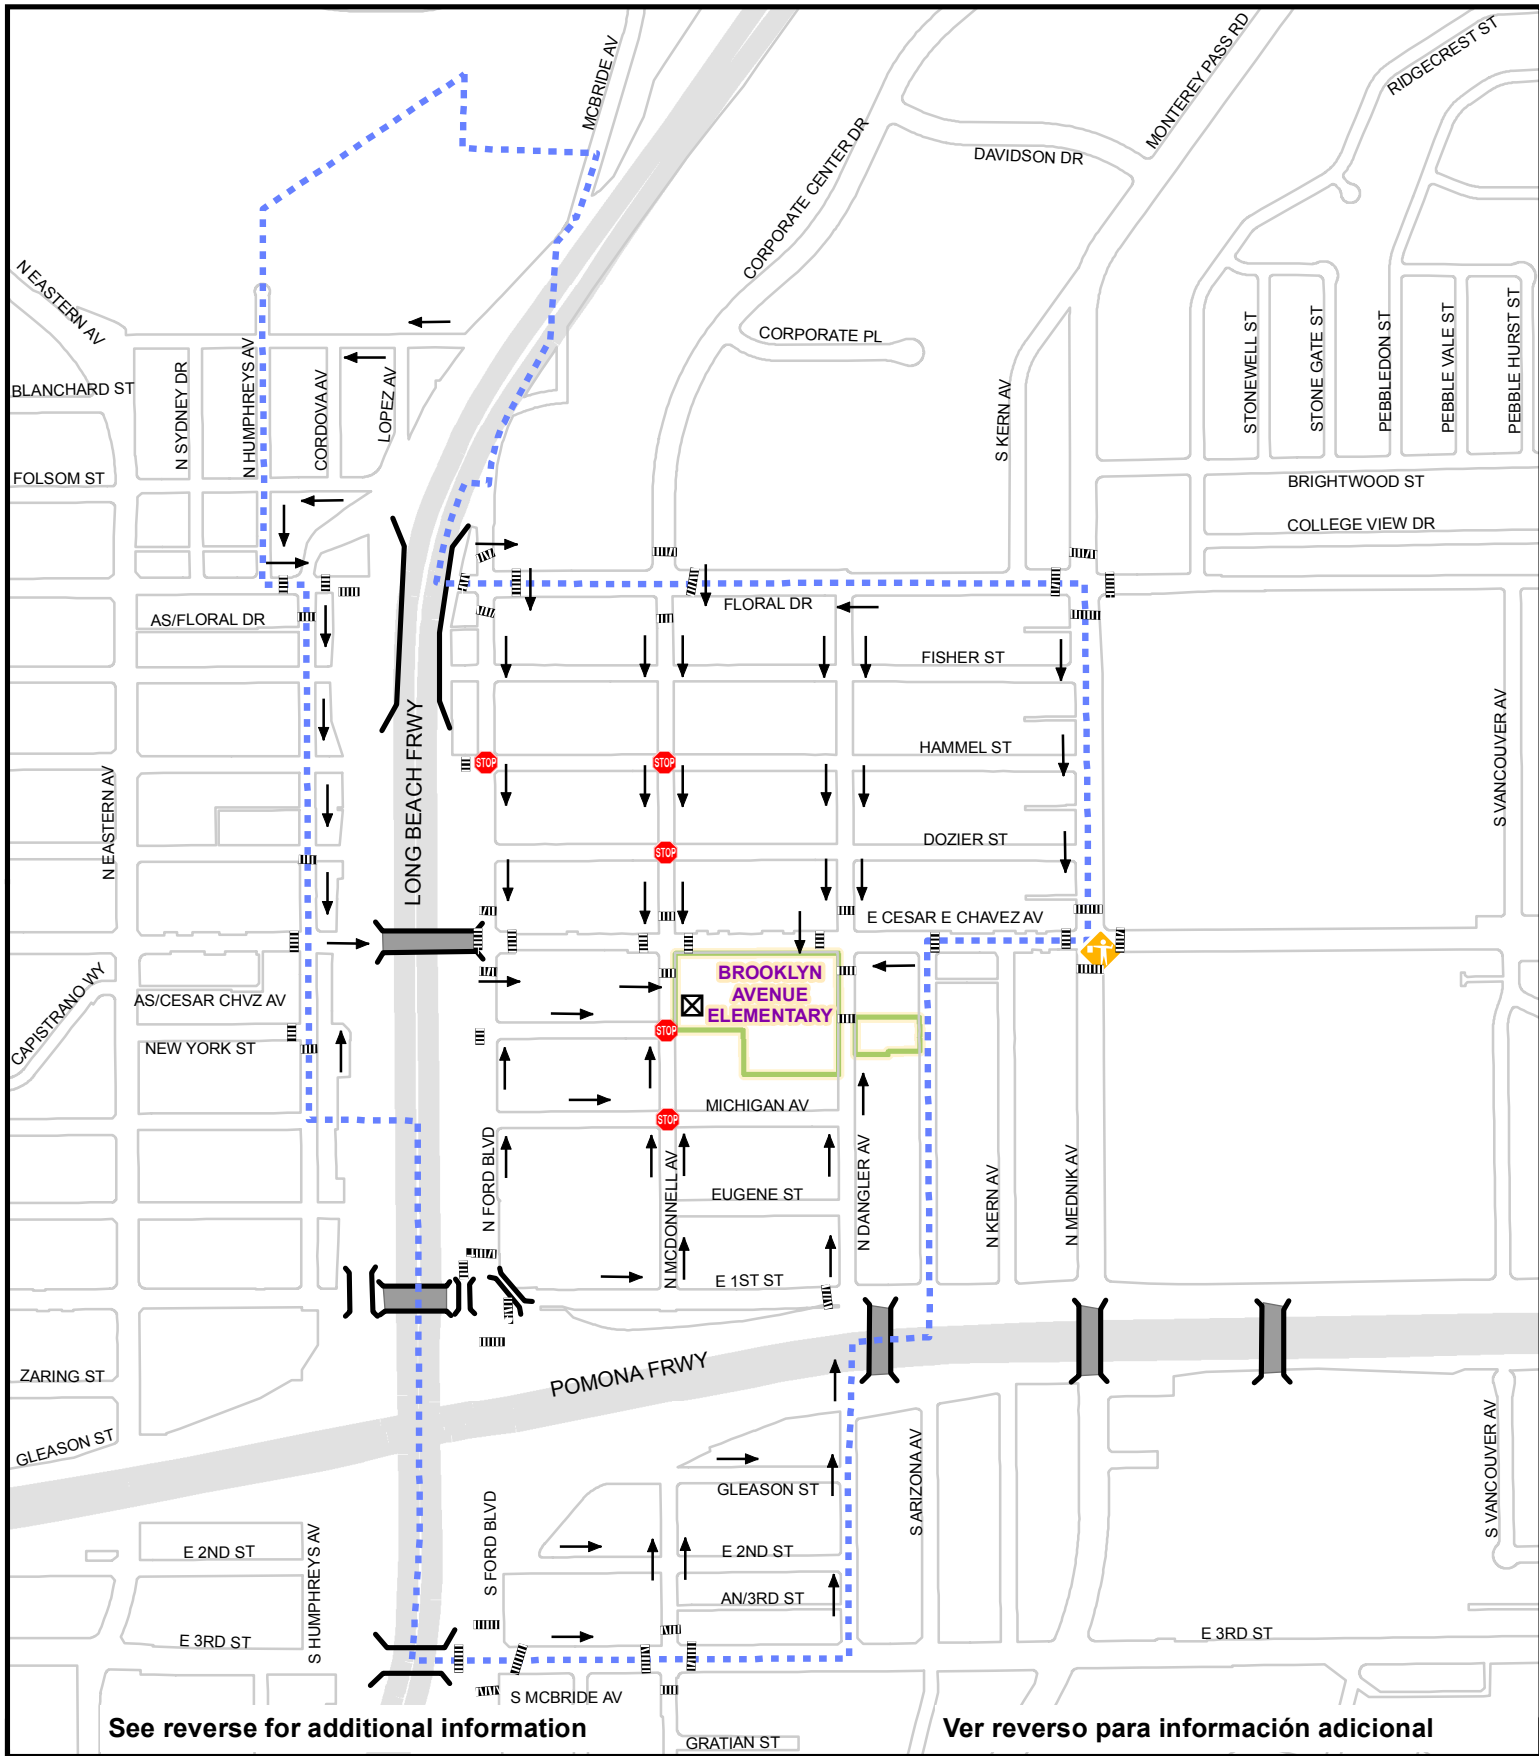 MCBRIDE AV
MONTEREY PASS RD
RIDGECREST ST
CORPORATE CENTER DR
DAVIDSON DR
N EASTERN AV
CORPORATE PL
BLANCHARD ST
N SYDNEY DR
N HUMPHREYS AV
CORDOVA AV
LOPEZ AV
S KERN AV
STONEWELL ST
STONE GATE ST
PEBBLEDON ST
PEBBLE VALE ST
PEBBLE HURST ST
FOLSOM ST
BRIGHTWOOD ST
COLLEGE VIEW DR
AS/FLORAL DR
FLORAL DR
FISHER ST
HAMMEL ST
LONG BEACH FRWY
STOP
STOP
S VANCOUVER AV
N EASTERN AV
DOZIER ST
STOP
E CESAR E CHAVEZ AV
BROOKLYN
AVENUE
ELEMENTARY
CAPISTRANO WY
AS/CESAR CHVZ AV
STOP
NEW YORK ST
MICHIGAN AV
STOP
N FORD BLVD
N MCDONNELL AV
N DANGLER AV
N KERN AV
N MEDNIK AV
EUGENE ST
E 1ST ST
ZARING ST
POMONA FRWY
GLEASON ST
GLEASON ST
S ARIZONA AV
S VANCOUVER AV
S HUMPHREYS AV
S FORD BLVD
E 2ND ST
E 2ND ST
AN/3RD ST
E 3RD ST
E 3RD ST
S MCBRIDE AV
See reverse for additional information
Ver reverso para información adicional
GRATIAN ST